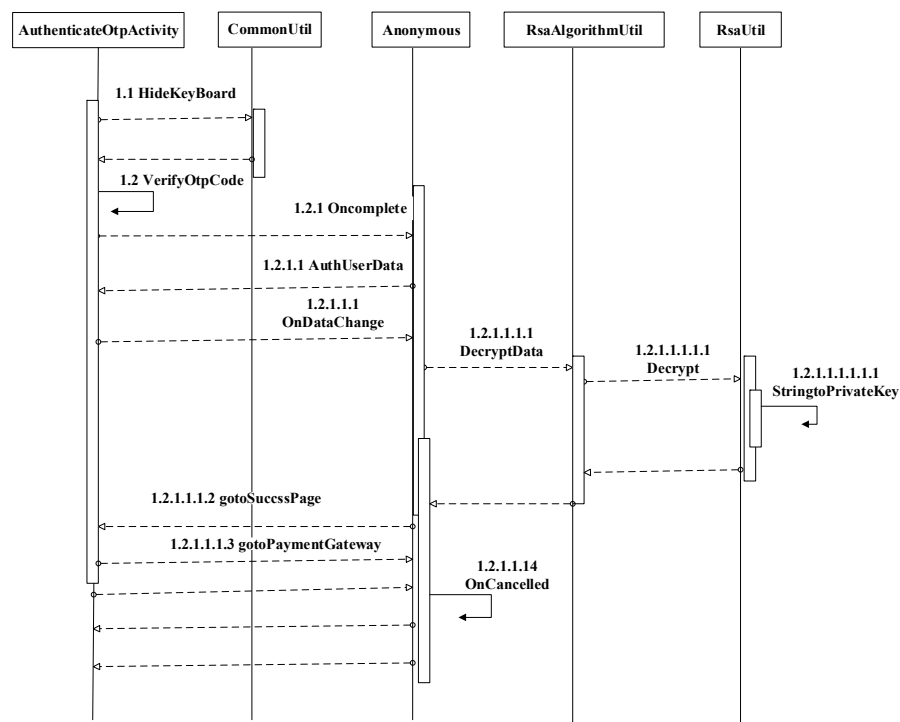 AuthenticateOtpActivity
CommonUtil
Anonymous
RsaAlgorithmUtil
RsaUtil
1.1 HideKeyBoard
1.2 VerifyOtpCode
1.2.1 Oncomplete
1.2.1.1 AuthUserData
1.2.1.1.1
OnDataChange
1.2.1.1.1.1
DecryptData
1.2.1.1.1.1.1
Decrypt
1.2.1.1.1.1.1.1
StringtoPrivateKey
1.2.1.1.1.2 gotoSuccssPage
1.2.1.1.1.3 gotoPaymentGateway
1.2.1.1.14
OnCancelled